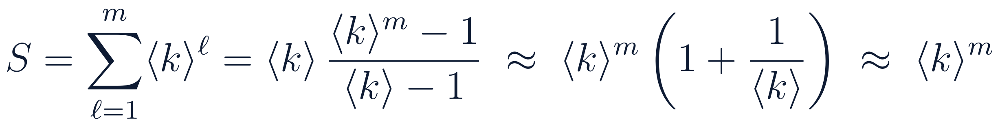 S = \sum_{\ell=1}^{m} \langle k \rangle^{\ell} = \langle k \rangle \frac{\langle k \rangle^{m} - 1}{\langle k \rangle - 1} \approx \langle k \rangle^{m} \left( 1 + \frac{1}{\langle k \rangle} \right) \approx \langle k \rangle^{m}